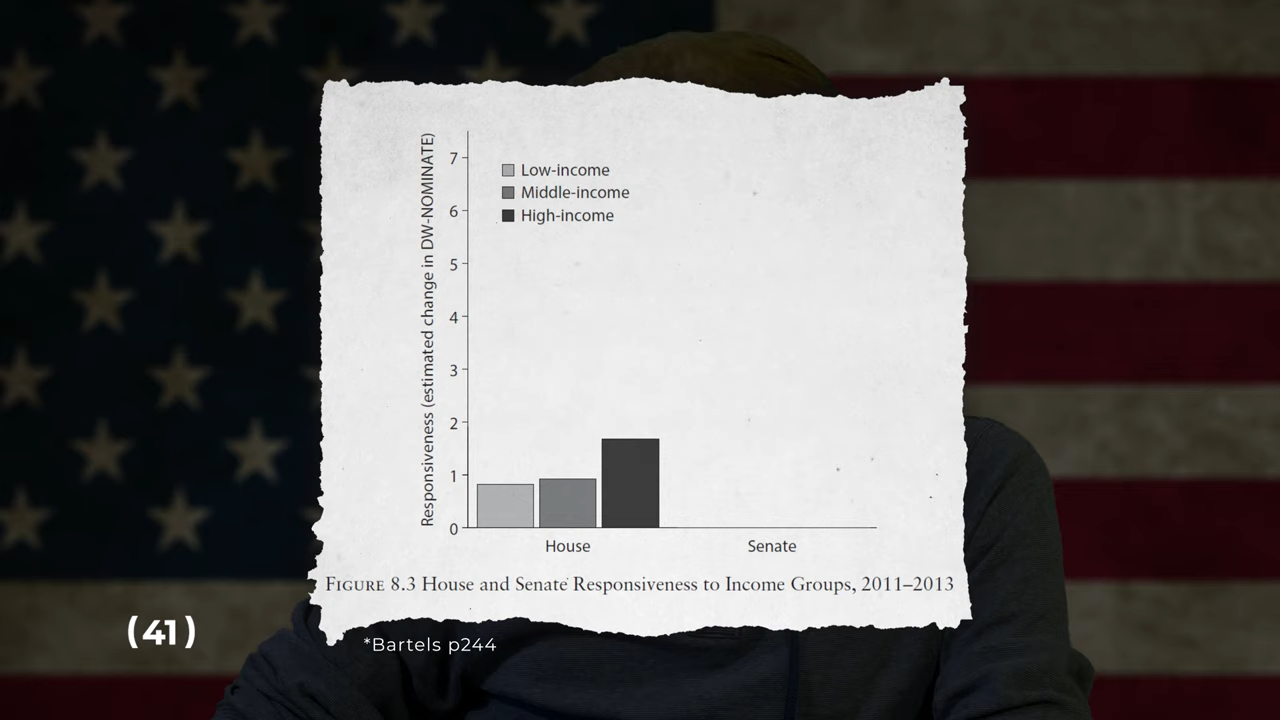 Responsiveness (estimated change in DW-NOMINATE)
7
6
5
4
3
2
1
0
Low-income
Middle-income
High-income
House
Senate
FIGURE 8.3 House and Senate Responsiveness to Income Groups, 2011–2013
(41)
*Bartels p244